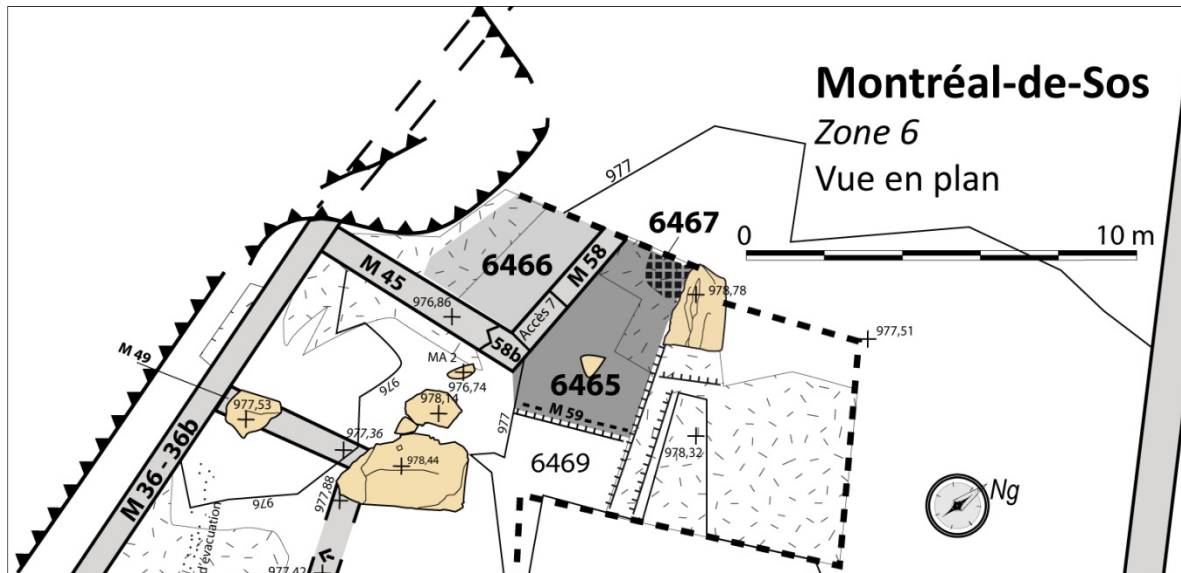 Montréal-de-Sos
Zone 6
Vue en plan
977
6467
0
10 m
6466
M 58
M 45
978,78
976,86
Accès 7
977,51
58b
M 49
MA 2
976,74
976
6465
977,53
978,14
M 59
977
977,36
978,32
M 36 - 36b
978,44
6469
977,88
976
Ng
d'évacuation
977,42